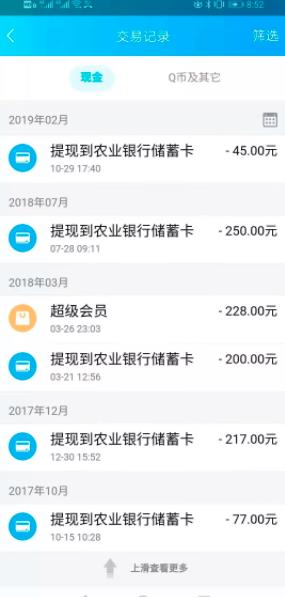 8:52
交易记录
筛选
现金
Q币及其它
2019年02月
提现到农业银行储蓄卡
- 45.00元
10-29 17:40
2018年07月
提现到农业银行储蓄卡
- 250.00元
07-28 09:11
2018年03月
超级会员
- 228.00元
03-26 23:03
提现到农业银行储蓄卡
- 200.00元
03-21 12:56
2017年12月
提现到农业银行储蓄卡
- 217.00元
12-30 15:52
2017年10月
提现到农业银行储蓄卡
- 77.00元
10-15 10:28
上滑查看更多